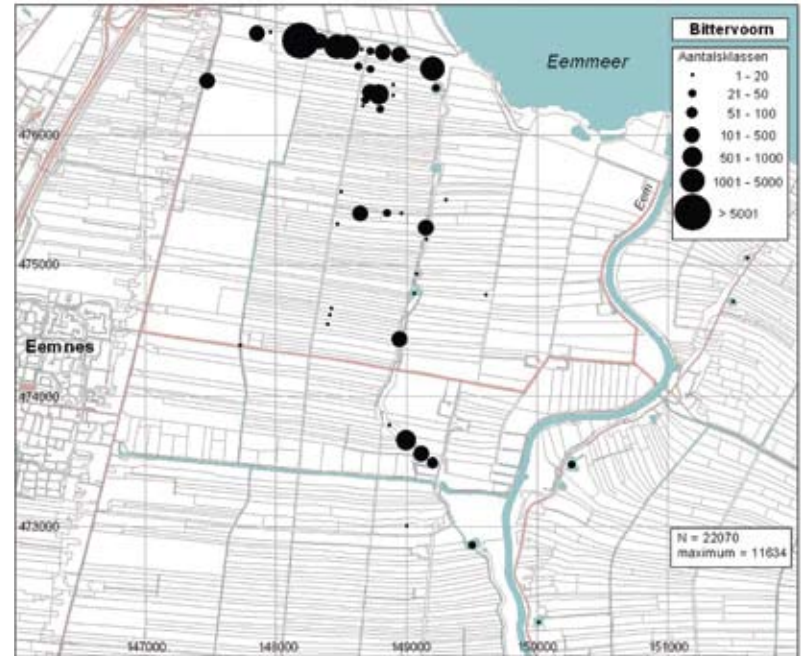 Bittervoorn
Eemmeer
Aantalsklassen
1 - 20
21 - 50
51 - 100
101 - 500
501 - 1000
1001 - 5000
> 5001
476000
Eem
475000
Eemnes
474000
473000
N = 22070
maximum = 11634
147000 148000 149000 150000 151000